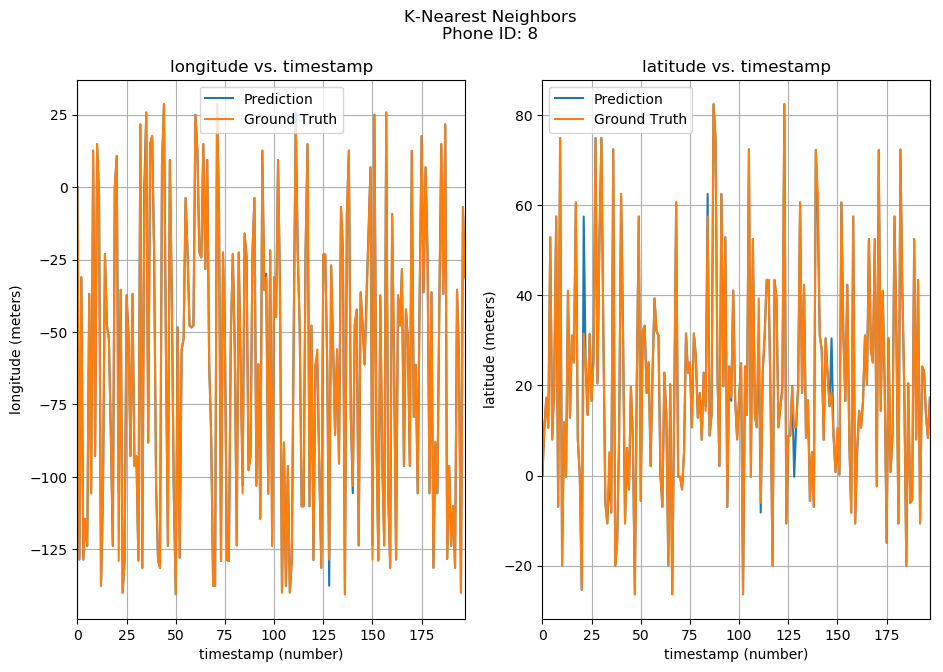 K-Nearest Neighbors
Phone ID: 8
longitude vs. timestamp
Prediction
Ground Truth
longitude (meters)
25
0
−25
−50
−75
−100
−125
0
25
50
75
100
125
150
175
timestamp (number)
latitude vs. timestamp
Prediction
Ground Truth
latitude (meters)
80
60
40
20
0
−20
0
25
50
75
100
125
150
175
timestamp (number)